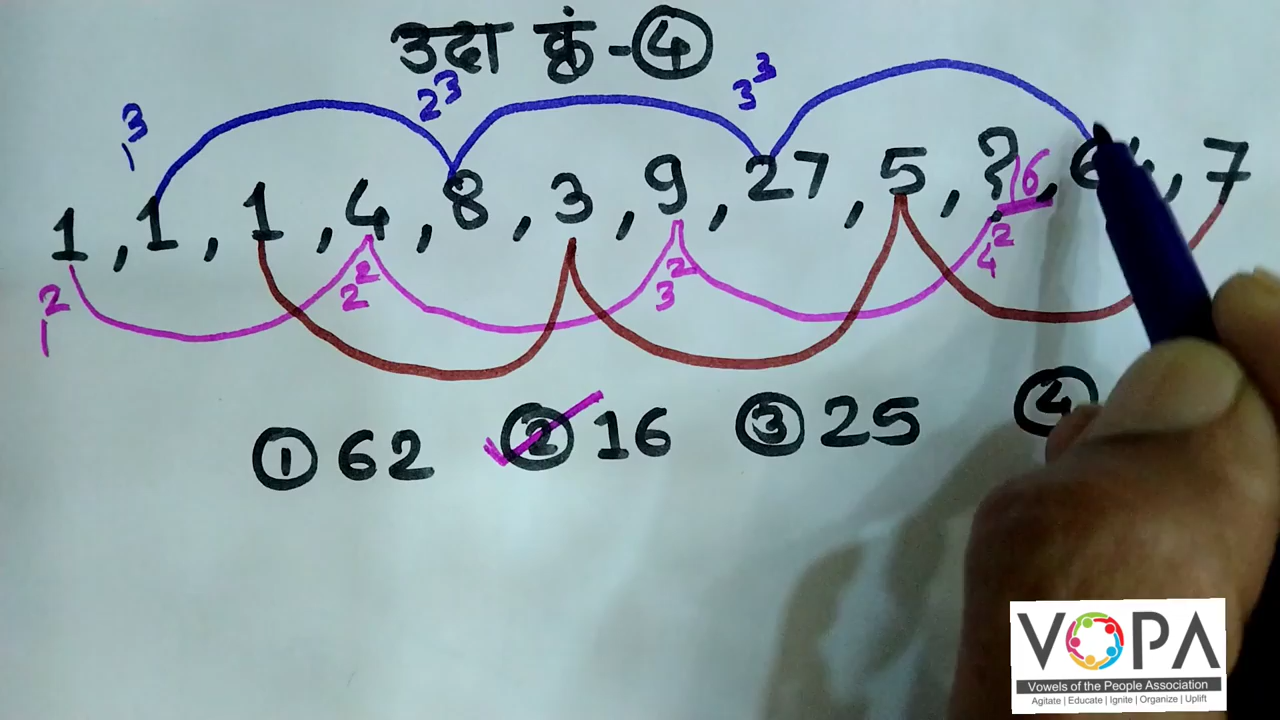 उदा क्रं - ④
1³ 2³ 3³
1 , 1 , 1 , 4 , 8 , 3 , 9 , 27 , 5 , ? 16 , 64 , 7
1² 2² 3² 4²
① 62 ② 16 ③ 25 ④
VOPA
Vowels of the People Association
Agitate | Educate | Ignite | Organize | Uplift